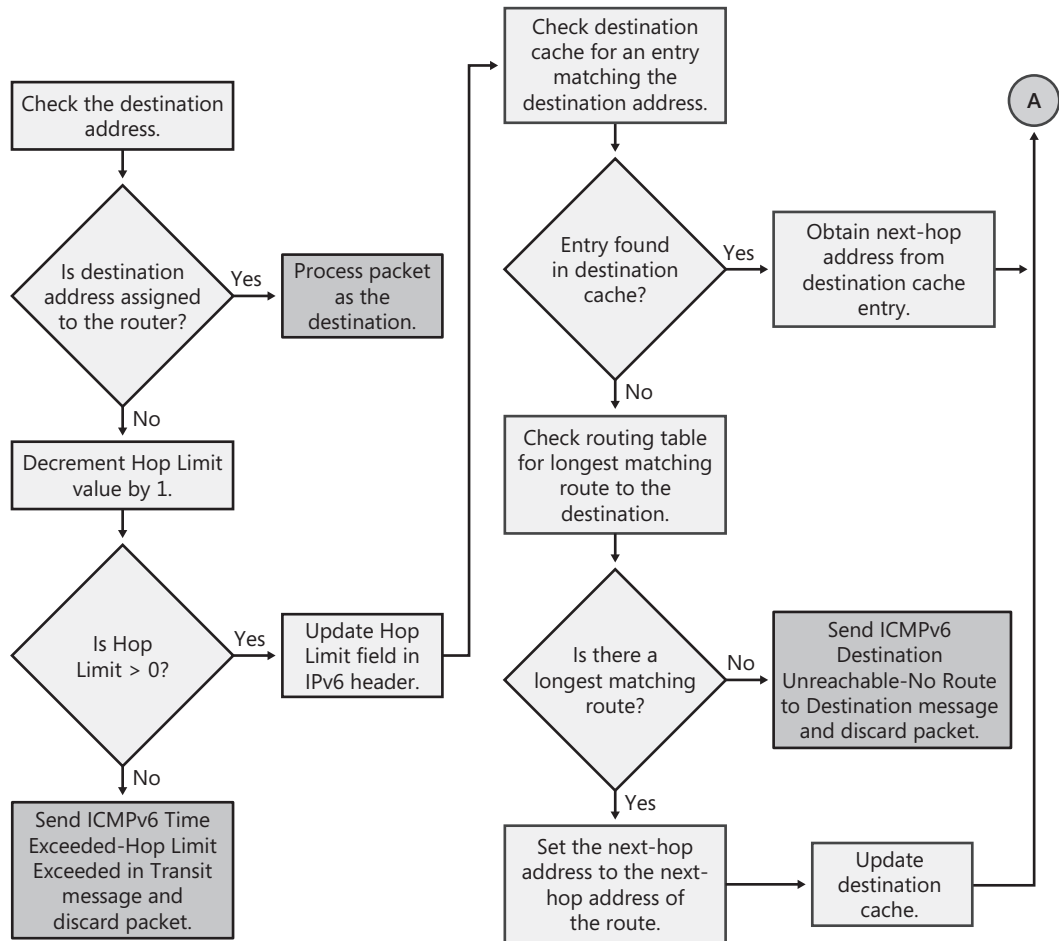 Check the destination
address.
Is destination
address assigned
to the router?
Yes
Process packet
as the
destination.
No
Decrement Hop Limit
value by 1.
Is Hop
Limit > 0?
Yes
Update Hop
Limit field in
IPv6 header.
No
Send ICMPv6 Time
Exceeded-Hop Limit
Exceeded in Transit
message and
discard packet.
Check destination
cache for an entry
matching the
destination address.
Entry found
in destination
cache?
Yes
Obtain next-hop
address from
destination cache
entry.
A
No
Check routing table
for longest matching
route to the
destination.
Is there a
longest matching
route?
No
Send ICMPv6
Destination
Unreachable-No Route
to Destination message
and discard packet.
Yes
Set the next-hop
address to the next-
hop address of
the route.
Update
destination
cache.